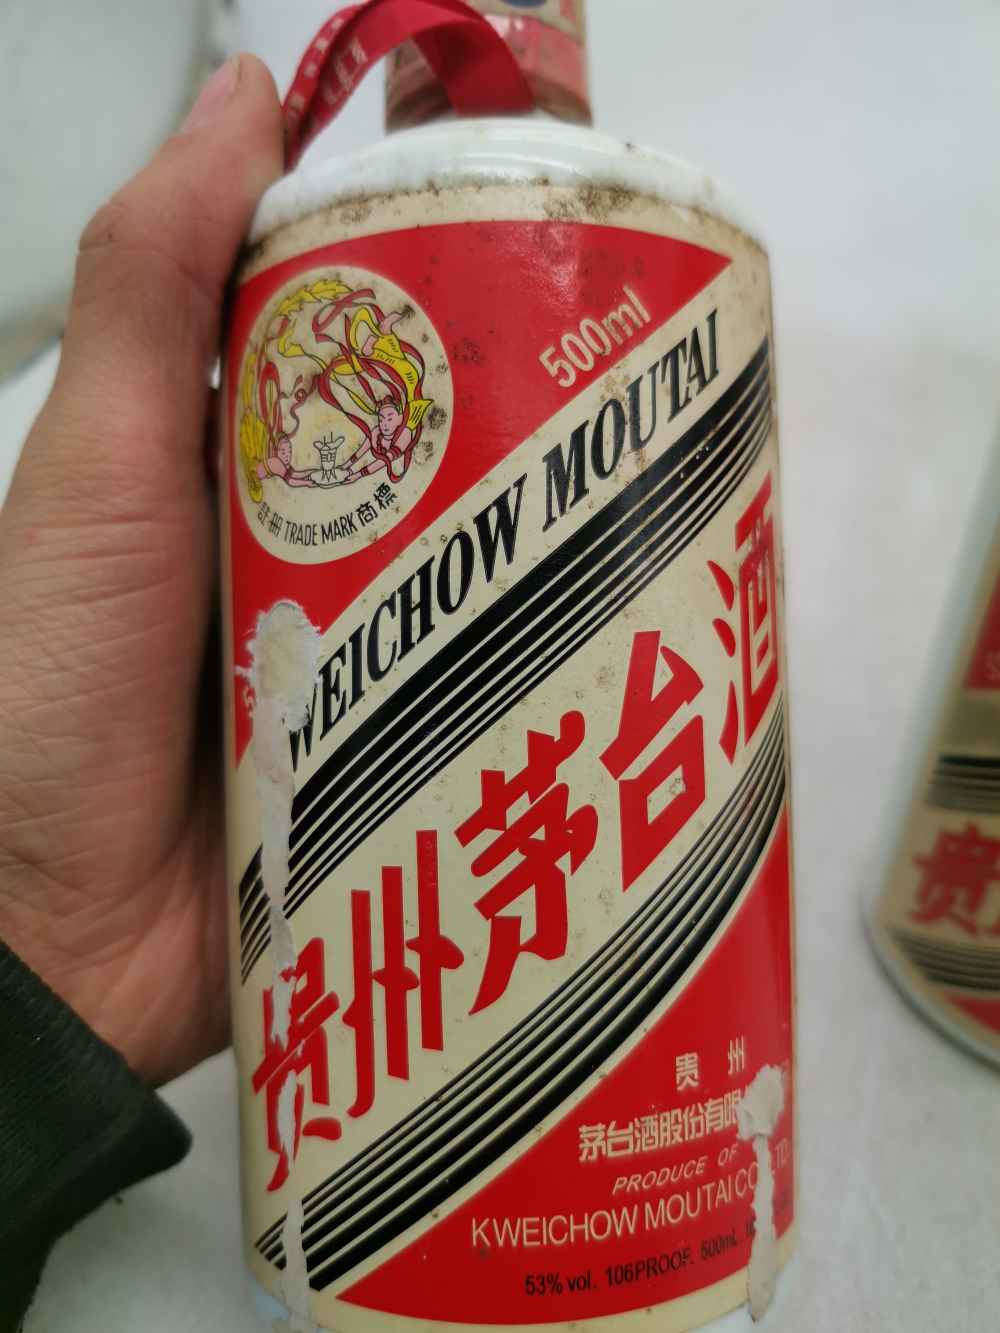 500ml
註冊 TRADE MARK 商標
KWEICHOW MOUTAI
贵州茅台酒
贵州
茅台酒股份有限
PRODUCE OF
KWEICHOW MOUTAI CO
LTD
53% vol. 106PROOF. 500mL
贵